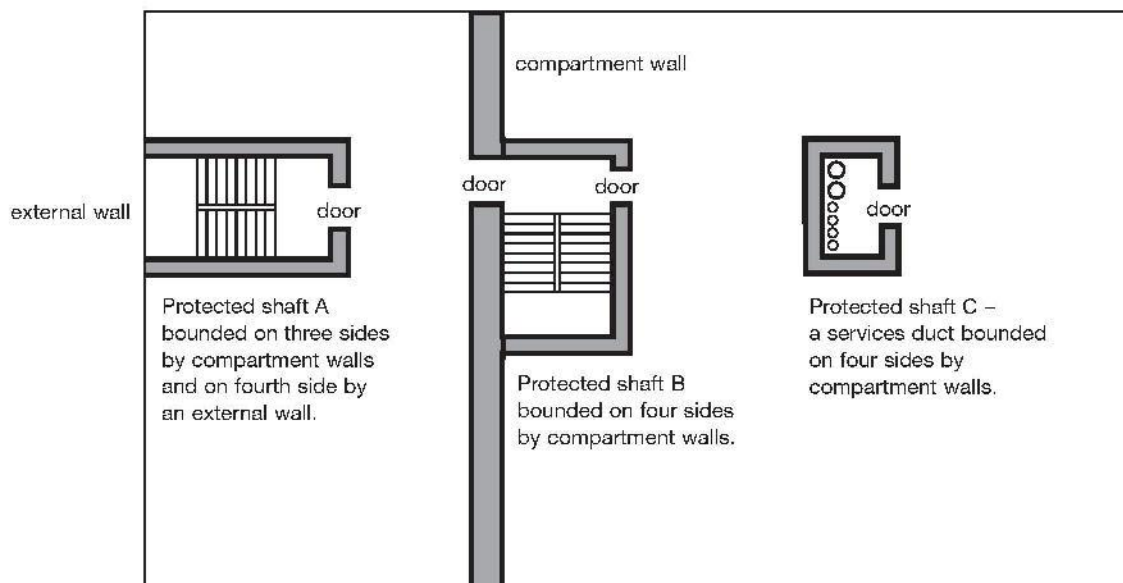 compartment wall
door
door
external wall
door
door
Protected shaft A
bounded on three sides
by compartment walls
and on fourth side by
an external wall.
Protected shaft B
bounded on four sides
by compartment walls.
Protected shaft C –
a services duct bounded
on four sides by
compartment walls.